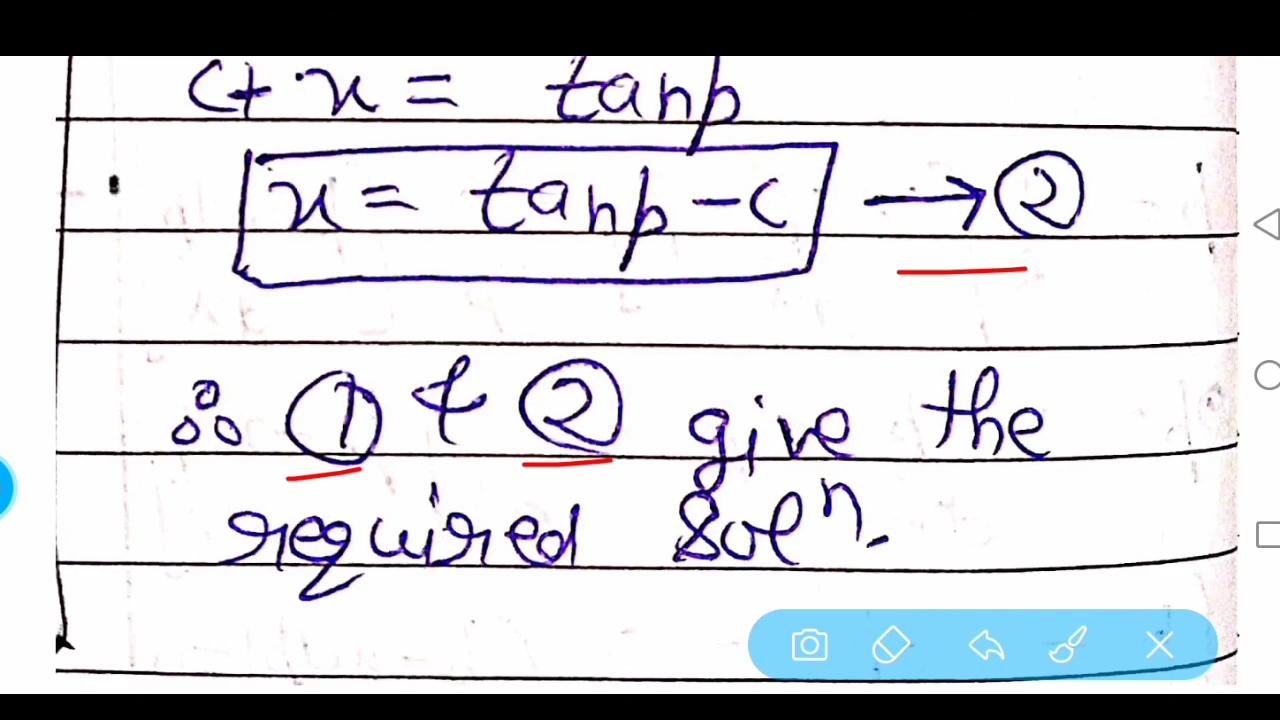 c+x = tanp
x = tanp - c → ②
∴ ① & ② give the
required solⁿ.